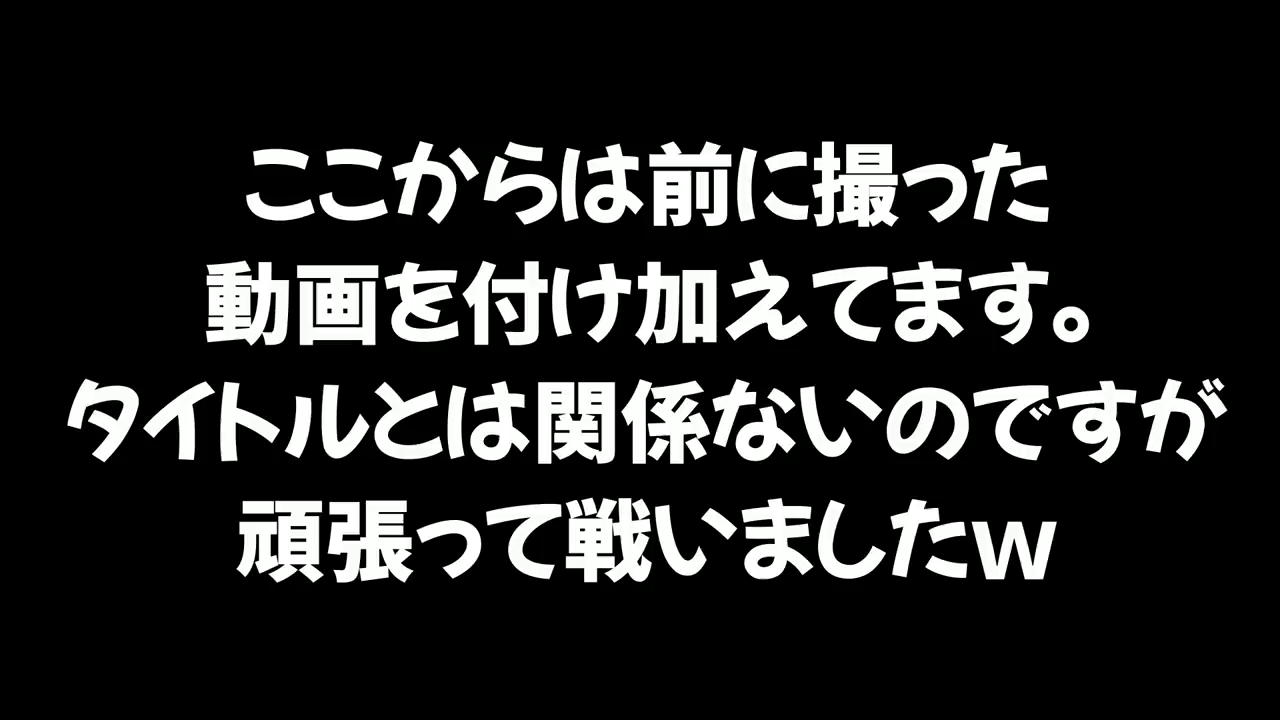 ここからは前に撮った
動画を付け加えてます。
タイトルとは関係ないのですが
頑張って戦いましたw